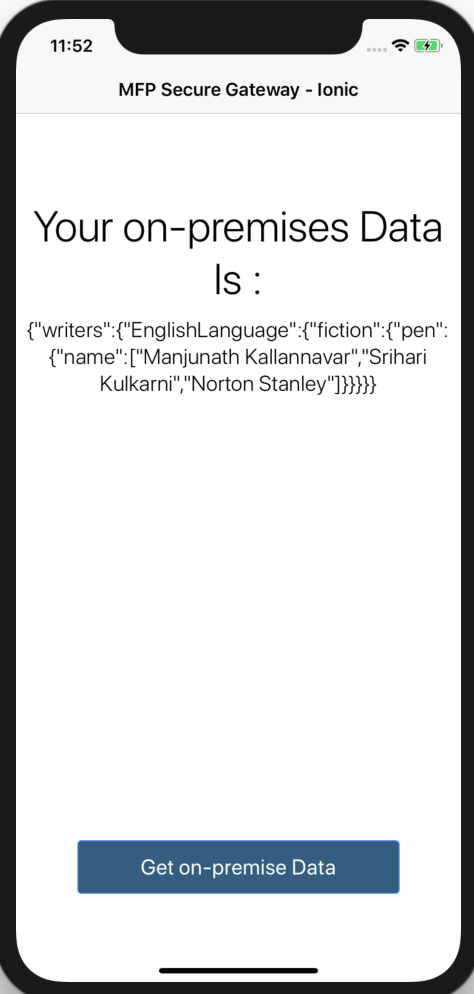 11:52
MFP Secure Gateway - Ionic
Your on-premises Data
Is :
{"writers":{"EnglishLanguage":{"fiction":{"pen":
{"name":["Manjunath Kallannavar","Srihari
Kulkarni","Norton Stanley"]}}}}}
Get on-premise Data